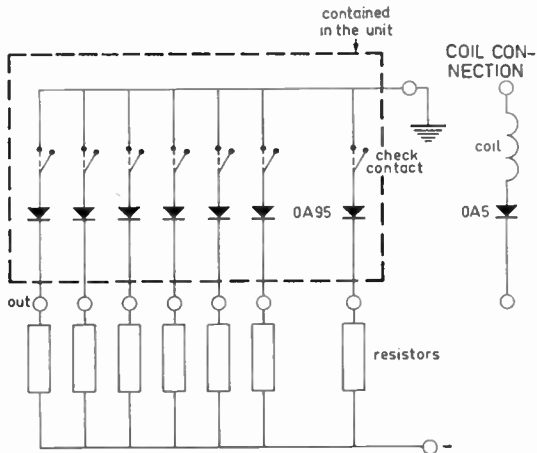 contained
in the unit
COIL CON-
NECTION
coil
check
contact
0A95
0A5
out
resistors
-